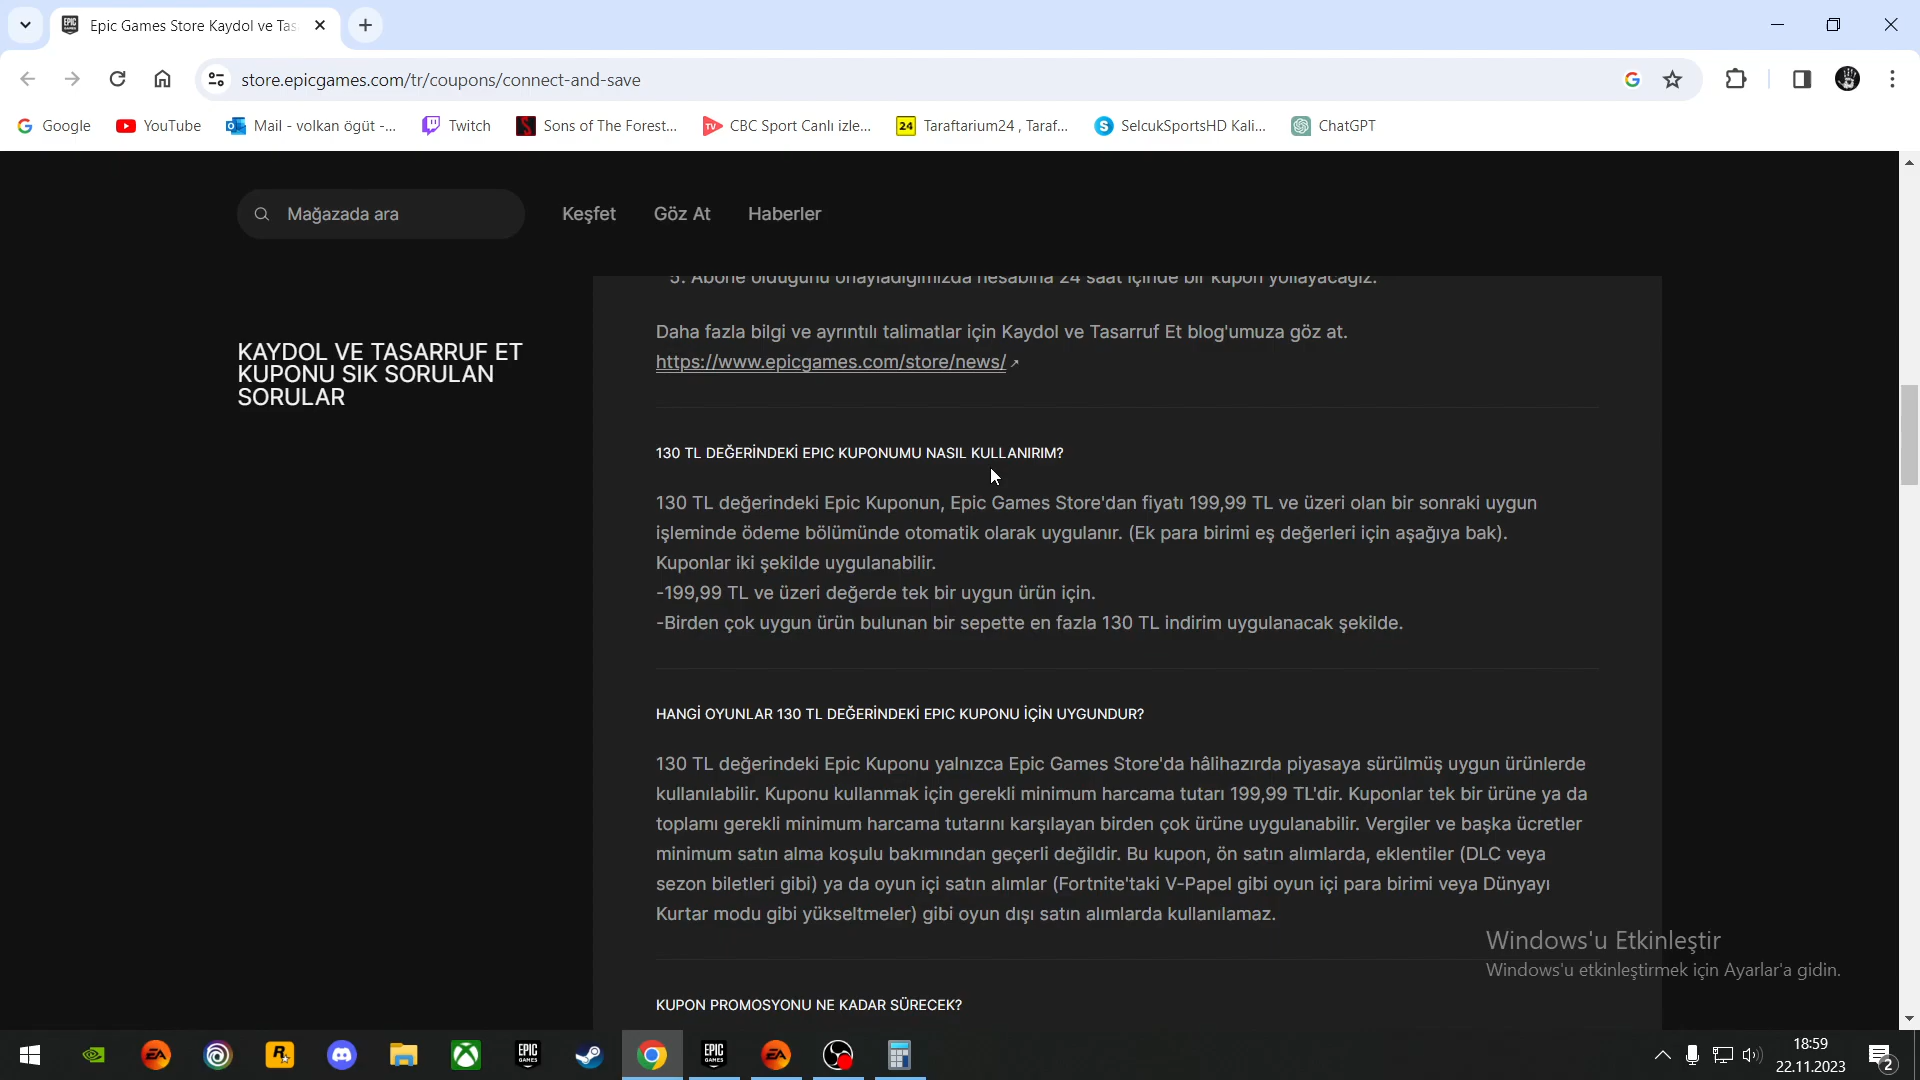 Epic Games Store Kaydol ve Tas
store.epicgames.com/tr/coupons/connect-and-save
Google
YouTube
Mail - volkan ögüt -...
Twitch
Sons of The Forest...
CBC Sport Canlı izle...
24
Taraftarium24 , Taraf...
SelcukSportsHD Kali...
ChatGPT
Mağazada ara
Keşfet
Göz At
Haberler
KAYDOL VE TASARRUF ET
KUPONU SIK SORULAN
SORULAR
5. Abone olduğunu onayladığımızda hesabına 24 saat içinde bir kupon yollayacağız.
Daha fazla bilgi ve ayrıntılı talimatlar için Kaydol ve Tasarruf Et blog'umuza göz at.
https://www.epicgames.com/store/news/
130 TL DEĞERİNDEKİ EPIC KUPONUMU NASIL KULLANIRIM?
130 TL değerindeki Epic Kuponun, Epic Games Store'dan fiyatı 199,99 TL ve üzeri olan bir sonraki uygun
işleminde ödeme bölümünde otomatik olarak uygulanır. (Ek para birimi eş değerleri için aşağıya bak).
Kuponlar iki şekilde uygulanabilir.
-199,99 TL ve üzeri değerde tek bir uygun ürün için.
-Birden çok uygun ürün bulunan bir sepette en fazla 130 TL indirim uygulanacak şekilde.
HANGİ OYUNLAR 130 TL DEĞERİNDEKİ EPIC KUPONU İÇİN UYGUNDUR?
130 TL değerindeki Epic Kuponu yalnızca Epic Games Store'da hâlihazırda piyasaya sürülmüş uygun ürünlerde
kullanılabilir. Kuponu kullanmak için gerekli minimum harcama tutarı 199,99 TL'dir. Kuponlar tek bir ürüne ya da
toplamı gerekli minimum harcama tutarını karşılayan birden çok ürüne uygulanabilir. Vergiler ve başka ücretler
minimum satın alma koşulu bakımından geçerli değildir. Bu kupon, ön satın alımlarda, eklentiler (DLC veya
sezon biletleri gibi) ya da oyun içi satın alımlar (Fortnite'taki V-Papel gibi oyun içi para birimi veya Dünyayı
Kurtar modu gibi yükseltmeler) gibi oyun dışı satın alımlarda kullanılamaz.
KUPON PROMOSYONU NE KADAR SÜRECEK?
Windows'u Etkinleştir
Windows'u etkinleştirmek için Ayarlar'a gidin.
18:59
22.11.2023
2